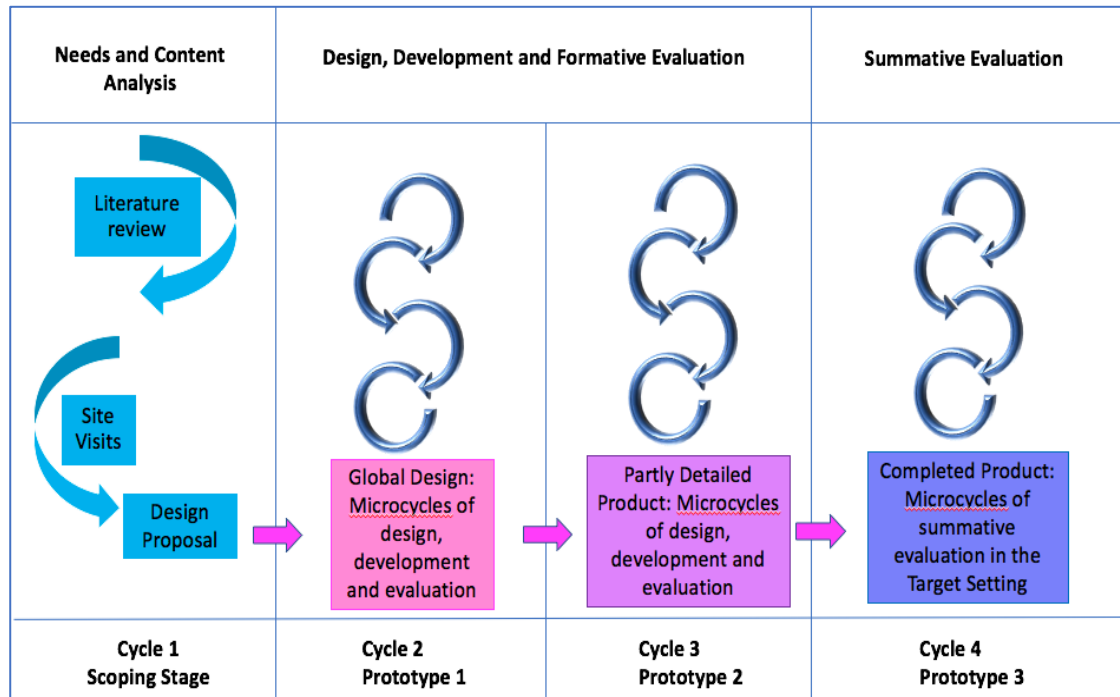 Needs and Content
Analysis
Design, Development and Formative Evaluation
Summative Evaluation
Literature
review
Site
Visits
Design
Proposal
Global Design:
Microcycles of
design,
development
and evaluation
Partly Detailed
Product: Microcycles
of design,
development and
evaluation
Completed Product:
Microcycles of
summative
evaluation in the
Target Setting
Cycle 1
Scoping Stage
Cycle 2
Prototype 1
Cycle 3
Prototype 2
Cycle 4
Prototype 3